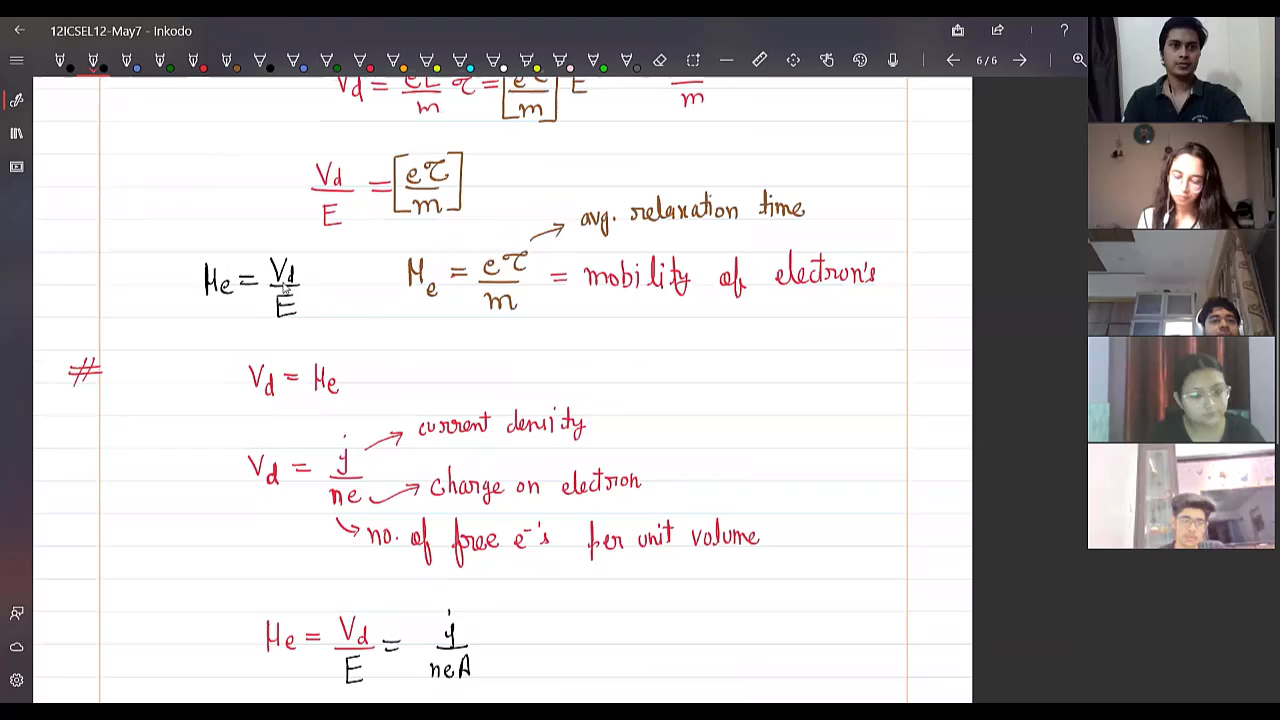 12ICSEL12-May7 - Inkodo
6/6
Vd = eE/m τ = [eτ/m] E    m
Vd/E = [eτ/m]
avg. relaxation time
μe = Vd/E    μe = eτ/m = mobility of electron's
# Vd = μe
current density
Vd = j/ne
charge on electron
no. of free e⁻'s per unit volume
μe = Vd/E = j/neA